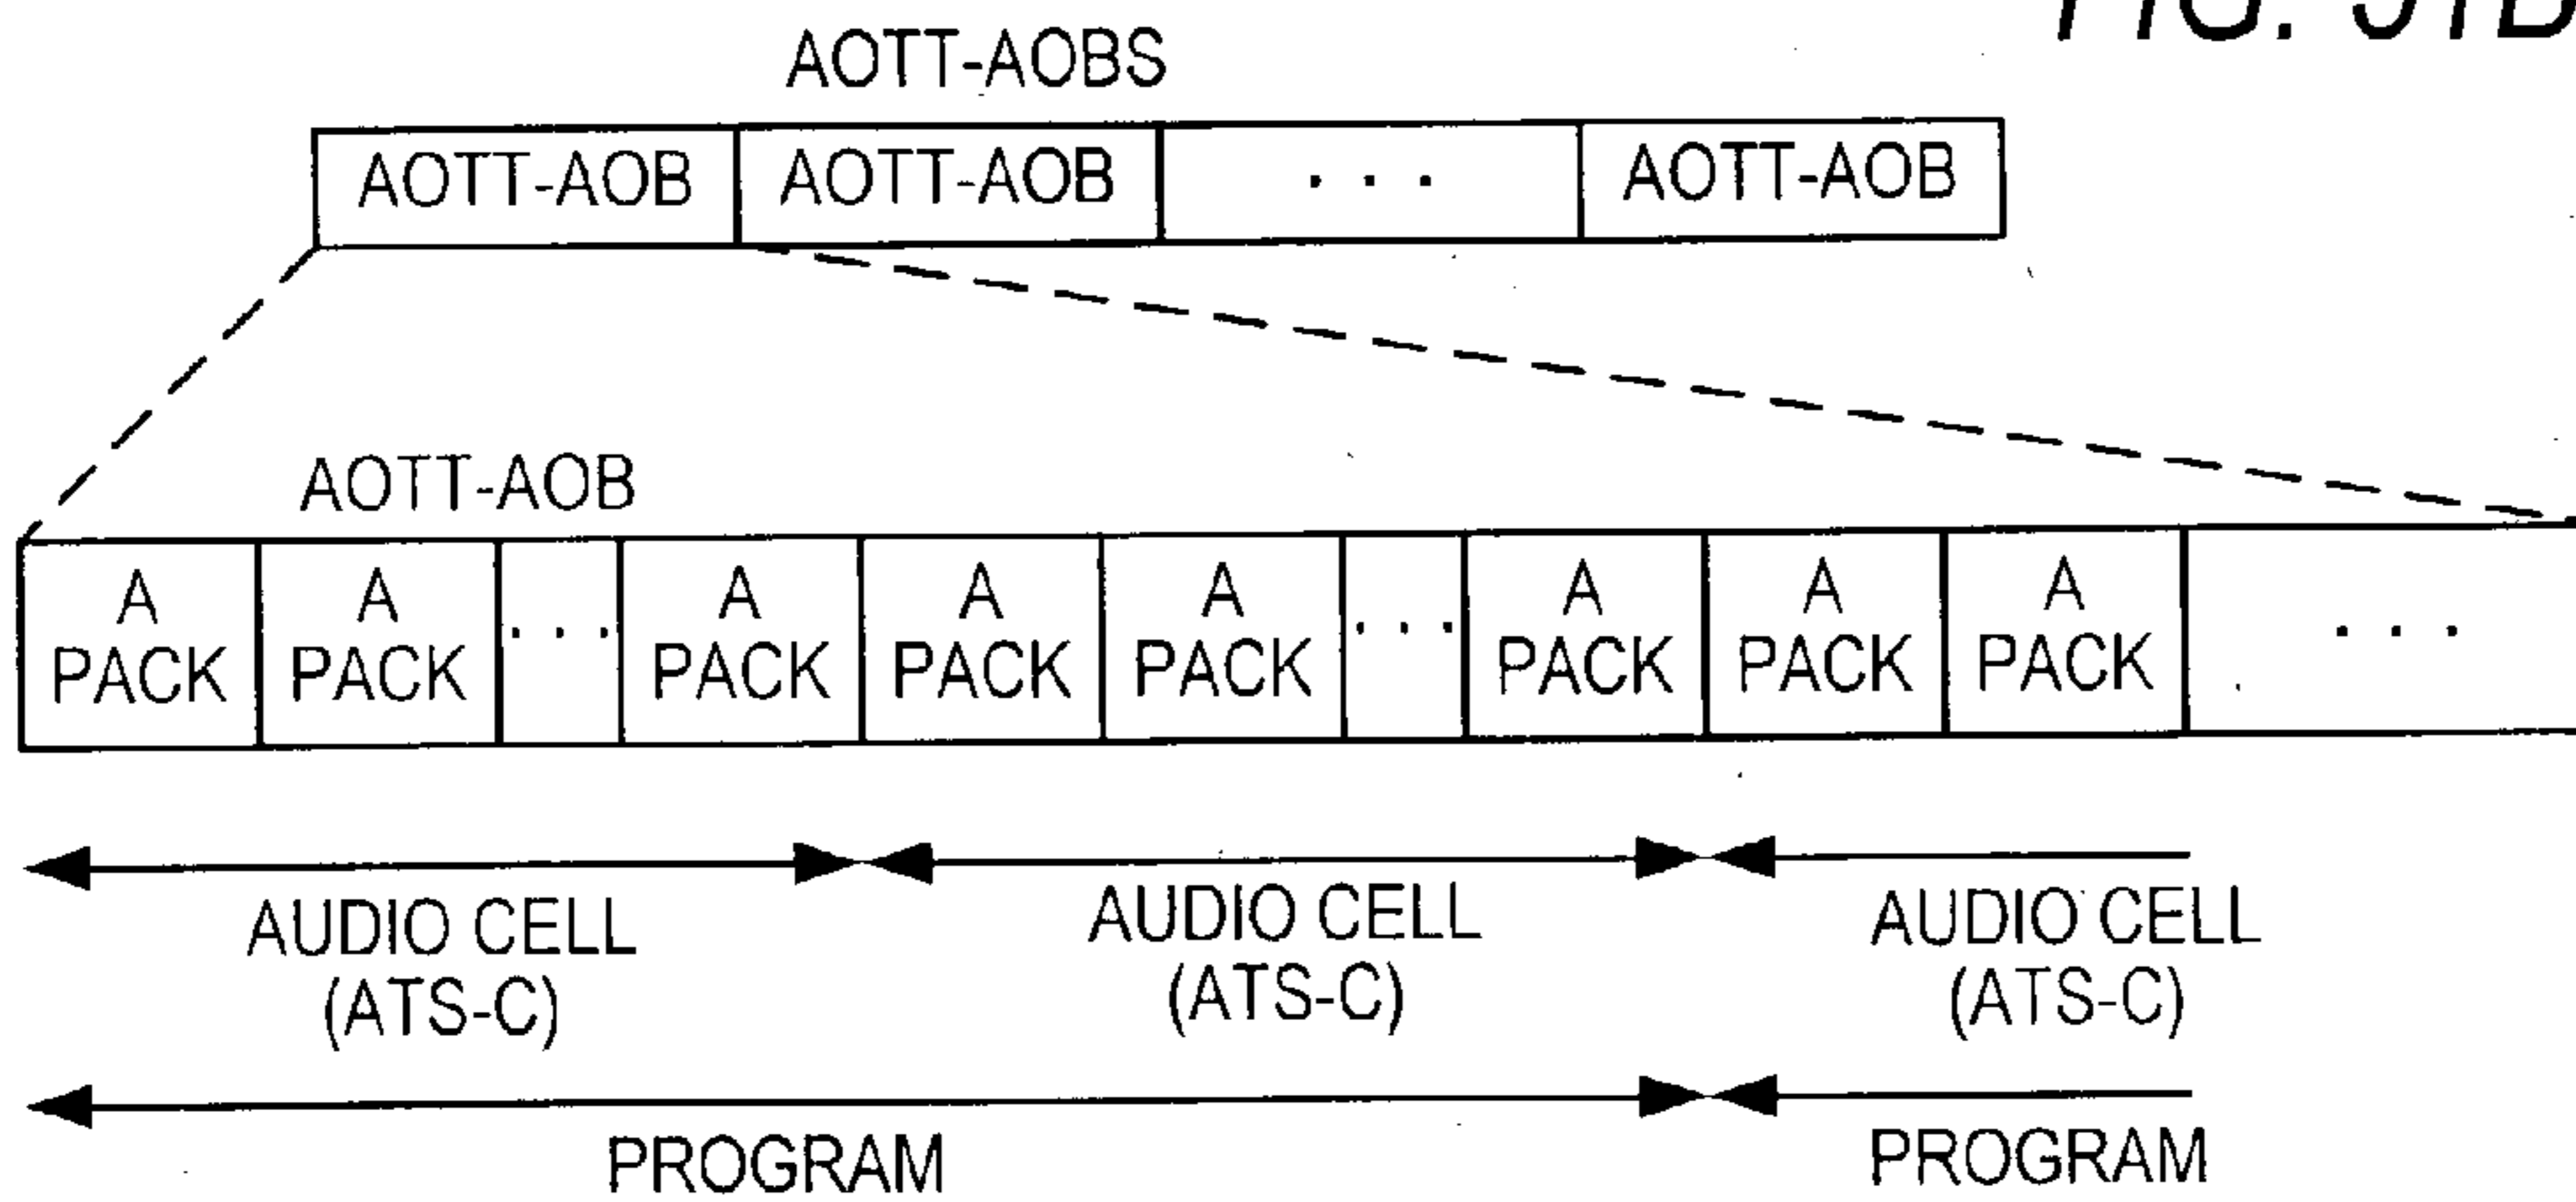 AOTT-AOBS
AOTT-AOB AOTT-AOB ... AOTT-AOB
AOTT-AOB
A PACK A PACK ... A PACK A PACK A PACK ... A PACK A PACK A PACK ...
AUDIO CELL AUDIO CELL AUDIO CELL
(ATS-C) (ATS-C) (ATS-C)
PROGRAM PROGRAM